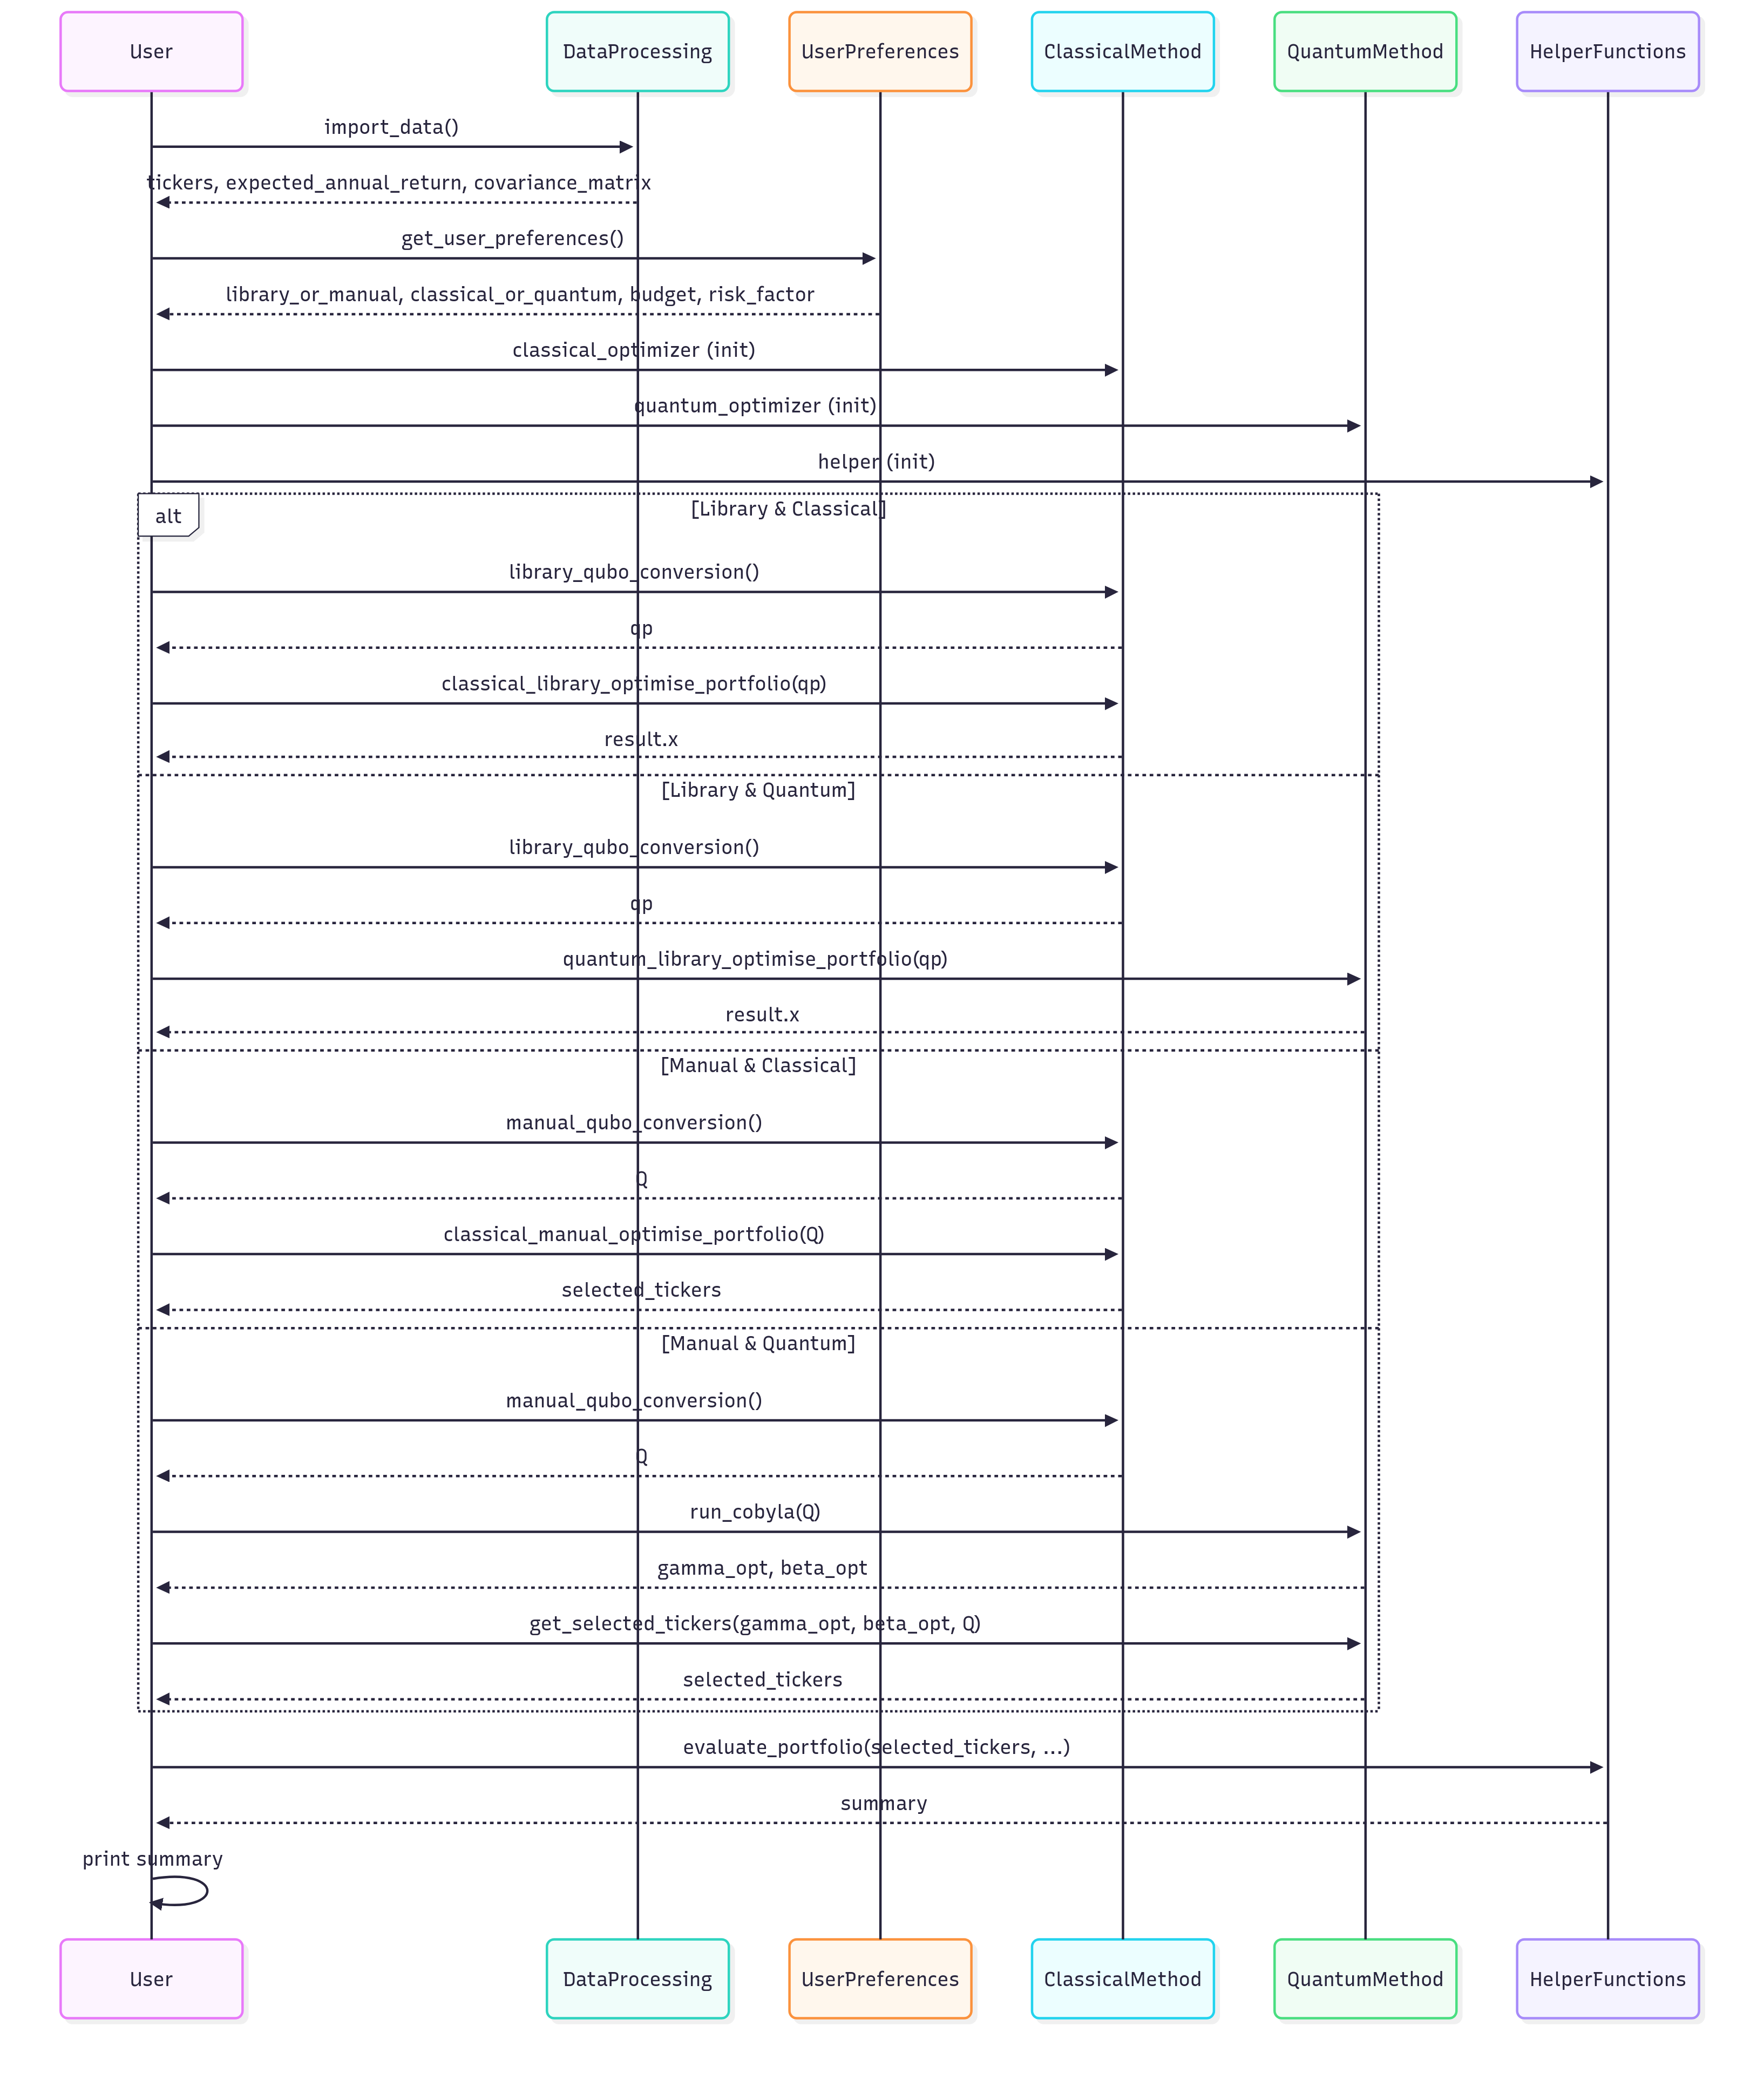 User
DataProcessing
UserPreferences
ClassicalMethod
QuantumMethod
HelperFunctions
import_data()
tickers, expected_annual_return, covariance_matrix
get_user_preferences()
library_or_manual, classical_or_quantum, budget, risk_factor
classical_optimizer (init)
quantum_optimizer (init)
helper (init)
alt
[Library & Classical]
library_qubo_conversion()
qp
classical_library_optimise_portfolio(qp)
result.x
[Library & Quantum]
library_qubo_conversion()
qp
quantum_library_optimise_portfolio(qp)
result.x
[Manual & Classical]
manual_qubo_conversion()
Q
classical_manual_optimise_portfolio(Q)
selected_tickers
[Manual & Quantum]
manual_qubo_conversion()
Q
run_cobyla(Q)
gamma_opt, beta_opt
get_selected_tickers(gamma_opt, beta_opt, Q)
selected_tickers
evaluate_portfolio(selected_tickers, ...)
summary
print summary
User
DataProcessing
UserPreferences
ClassicalMethod
QuantumMethod
HelperFunctions